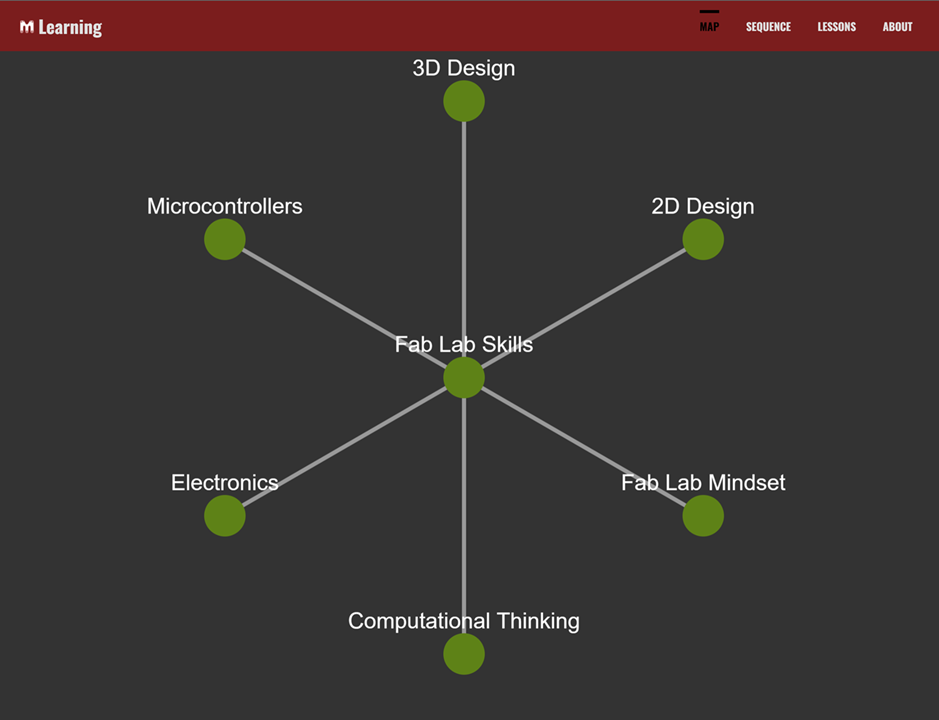 M Learning
MAP SEQUENCE LESSONS ABOUT
3D Design
Microcontrollers
2D Design
Fab Lab Skills
Electronics
Fab Lab Mindset
Computational Thinking